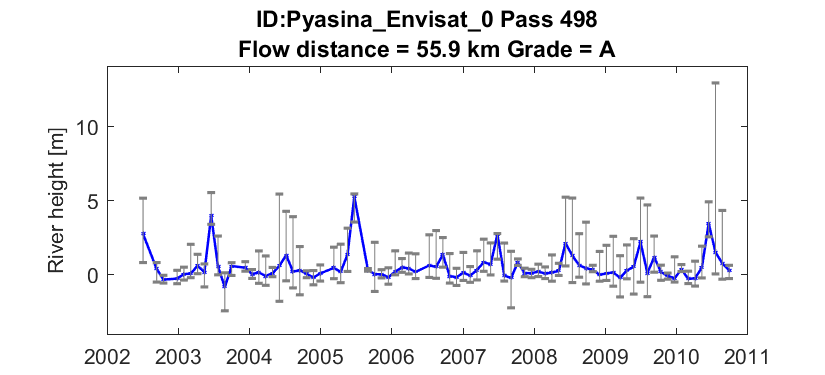 ID:Pyasina_Envisat_0 Pass 498
Flow distance = 55.9 km Grade = A
River height [m]
10
5
0
2002 2003 2004 2005 2006 2007 2008 2009 2010 2011